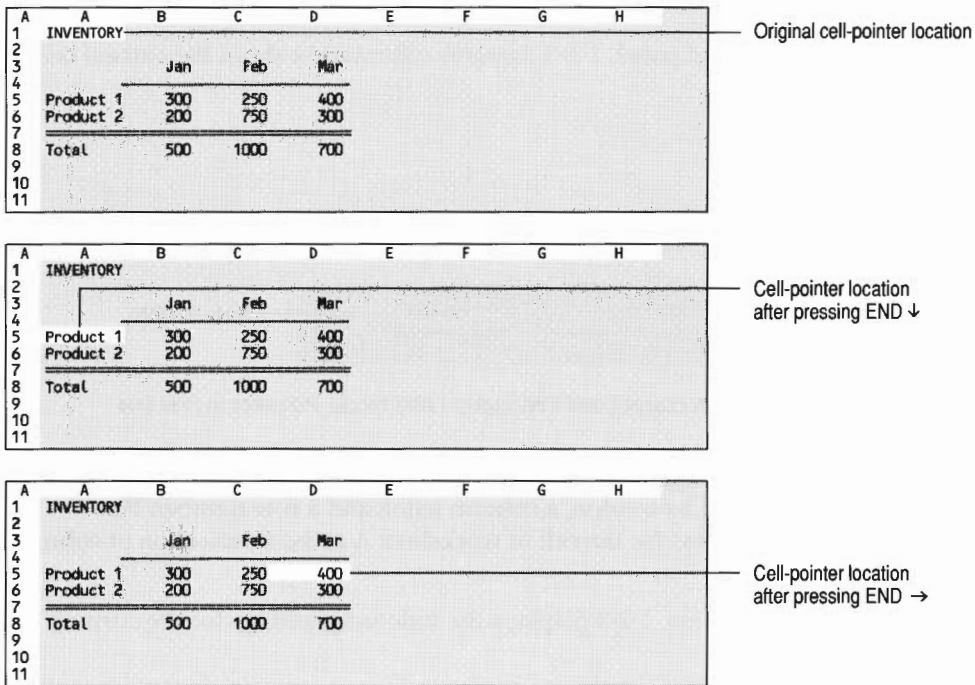 A A B C D E F G H
1 INVENTORY
2
3 Jan Feb Mar
4
5 Product 1 300 250 400
6 Product 2 200 750 300
7
8 Total 500 1000 700
9
10
11
Original cell-pointer location
A A B C D E F G H
1 INVENTORY
2
3 Jan Feb Mar
4
5 Product 1 300 250 400
6 Product 2 200 750 300
7
8 Total 500 1000 700
9
10
11
Cell-pointer location
after pressing END ↓
A A B C D E F G H
1 INVENTORY
2
3 Jan Feb Mar
4
5 Product 1 300 250 400
6 Product 2 200 750 300
7
8 Total 500 1000 700
9
10
11
Cell-pointer location
after pressing END →